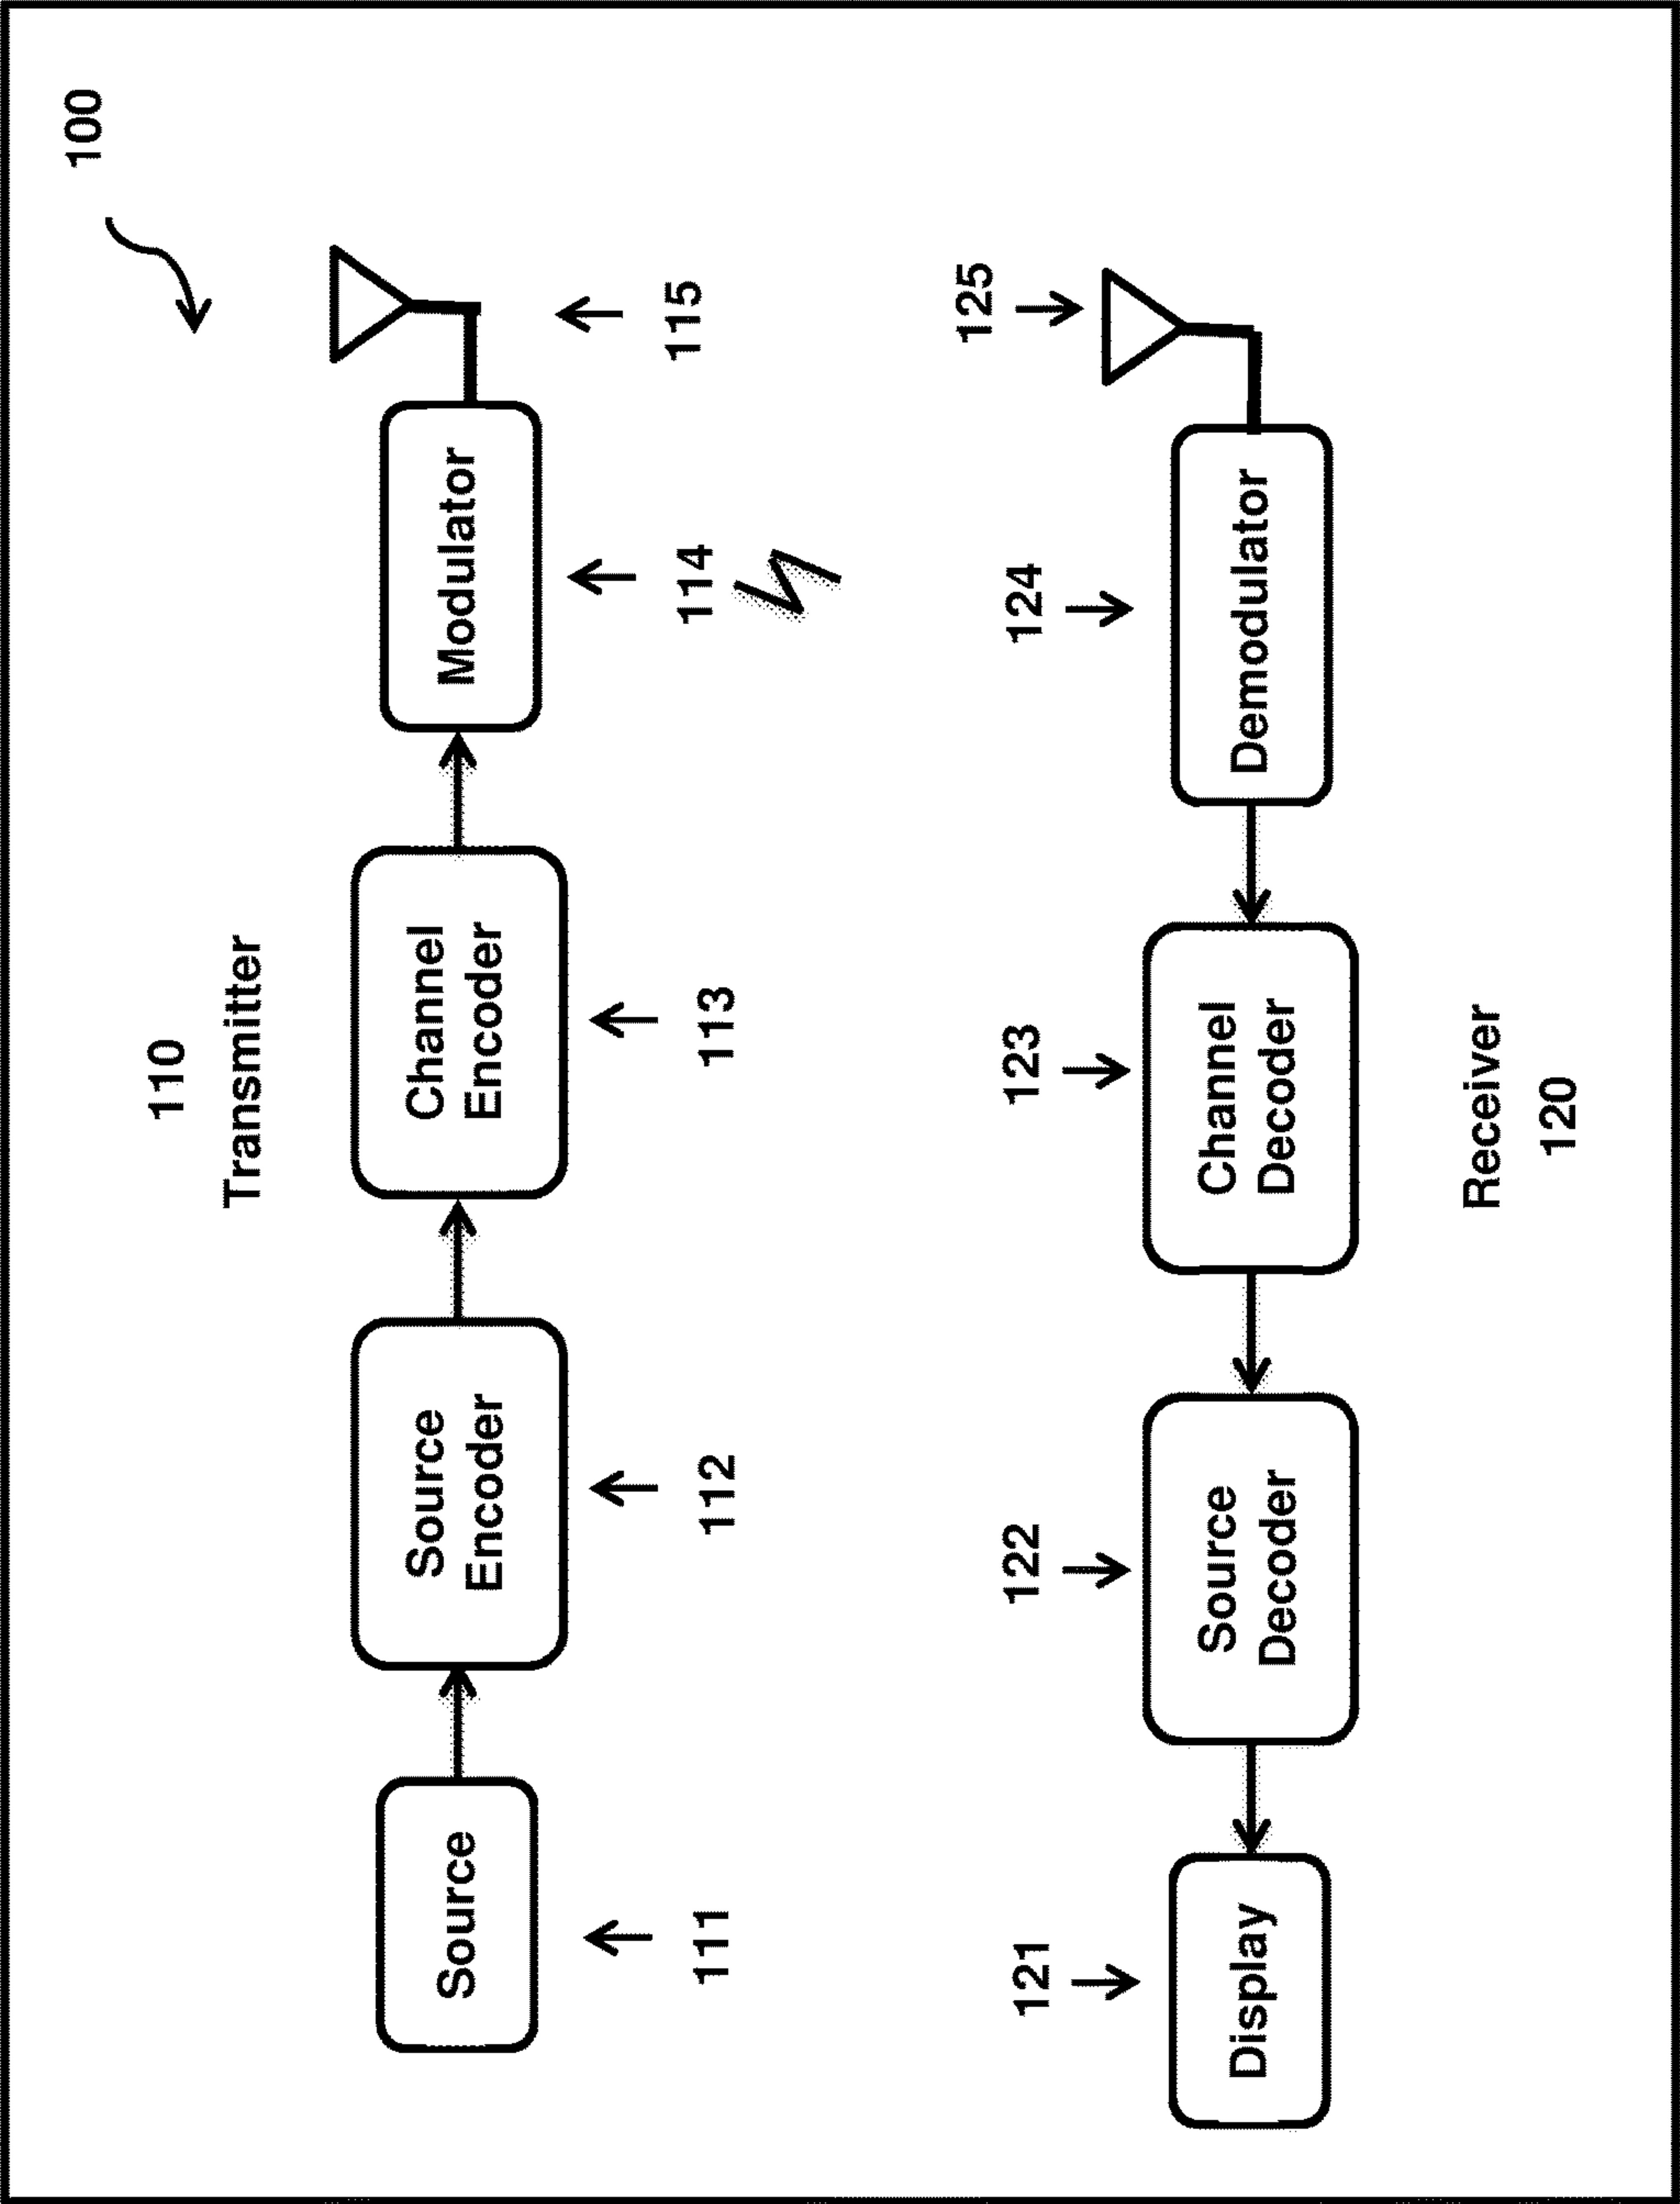 100
110
Transmitter
Source
Source
Encoder
Channel
Encoder
Modulator
111
112
113
114
115
121
122
123
124
125
Display
Source
Decoder
Channel
Decoder
Demodulator
Receiver
120